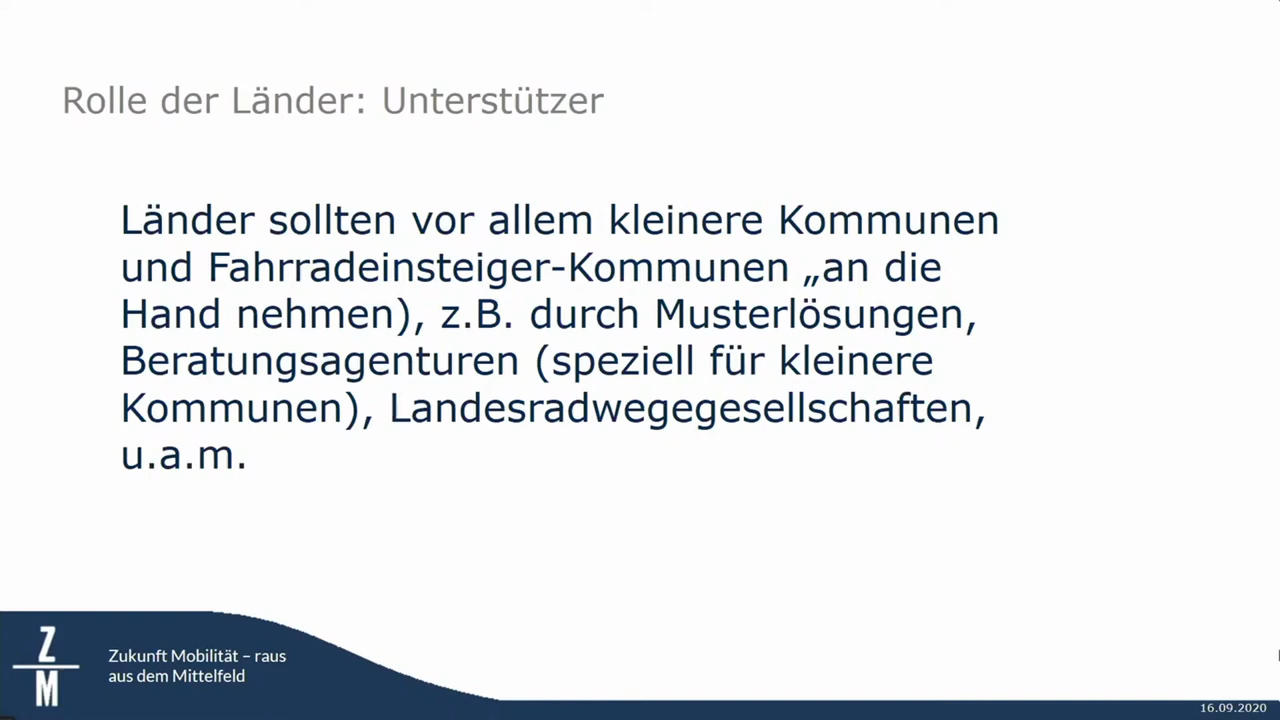 Rolle der Länder: Unterstützer
Länder sollten vor allem kleinere Kommunen
und Fahrradeinsteiger-Kommunen „an die
Hand nehmen), z.B. durch Musterlösungen,
Beratungsagenturen (speziell für kleinere
Kommunen), Landesradwegegesellschaften,
u.a.m.
Z
M
Zukunft Mobilität – raus
aus dem Mittelfeld
16.09.2020